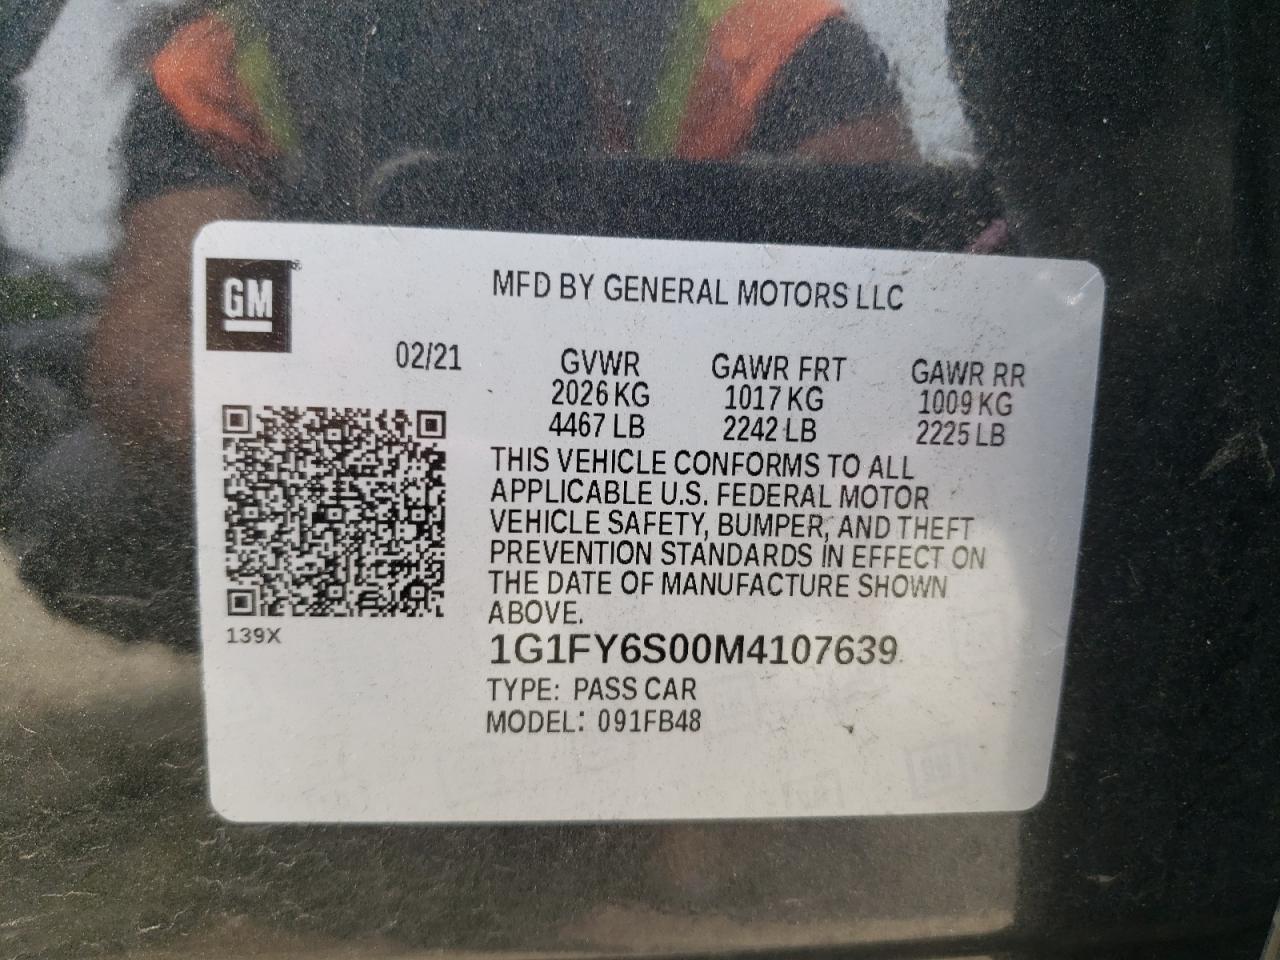 GM
MFD BY GENERAL MOTORS LLC
02/21
GVWR GAWR FRT GAWR RR
2026 KG 1017 KG 1009 KG
4467 LB 2242 LB 2225 LB
THIS VEHICLE CONFORMS TO ALL
APPLICABLE U.S. FEDERAL MOTOR
VEHICLE SAFETY, BUMPER, AND THEFT
PREVENTION STANDARDS IN EFFECT ON
THE DATE OF MANUFACTURE SHOWN
ABOVE.
139X
1G1FY6S00M4107639
TYPE: PASS CAR
MODEL: 091FB48